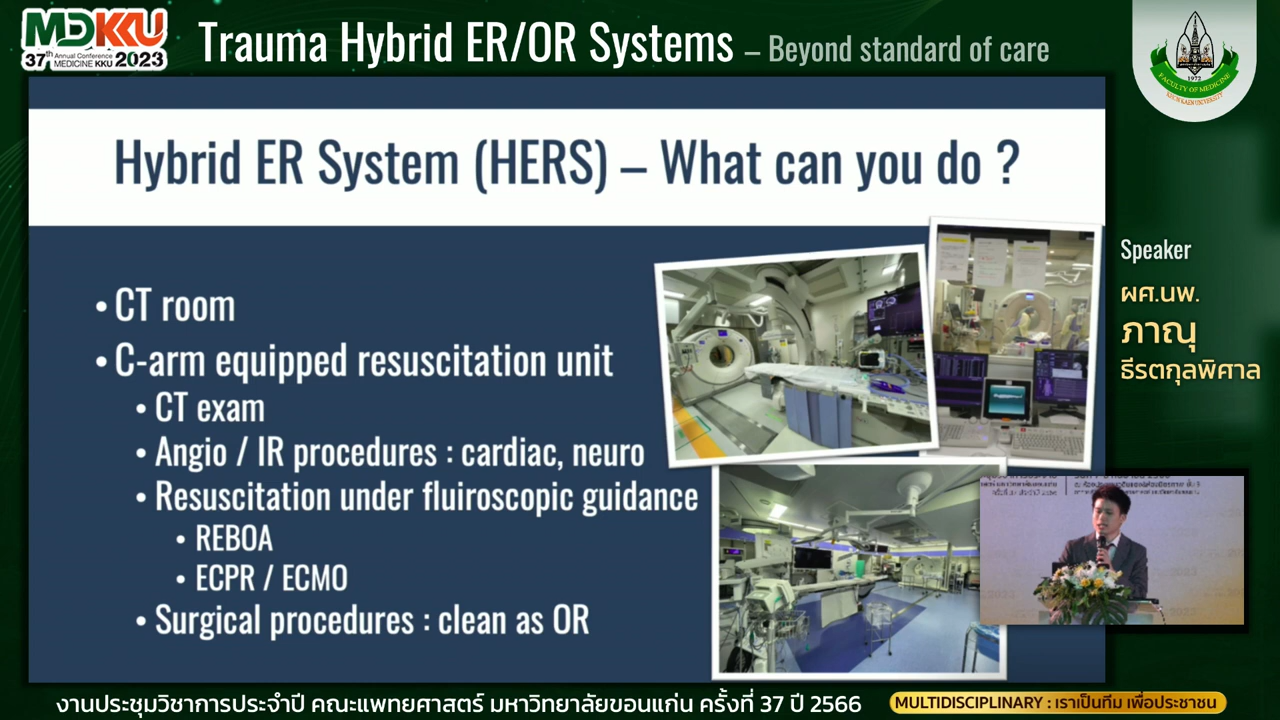 MDKKU
37th Annual Conference
MEDICINE KKU 2023
Trauma Hybrid ER/OR Systems – Beyond standard of care
1972
FACULTY OF MEDICINE
KHON KAEN UNIVERSITY
Hybrid ER System (HERS) – What can you do ?
• CT room
• C-arm equipped resuscitation unit
• CT exam
• Angio / IR procedures : cardiac, neuro
• Resuscitation under fluiroscopic guidance
• REBOA
• ECPR / ECMO
• Surgical procedures : clean as OR
Speaker
ผศ.นพ.
ภาณุ
ธีรตกุลพิศาล
งานประชุมวิชาการประจำปี คณะแพทยศาสตร์ มหาวิทยาลัยขอนแก่น ครั้งที่ 37 ปี 2566
MULTIDISCIPLINARY : เราเป็นทีม เพื่อประชาชน